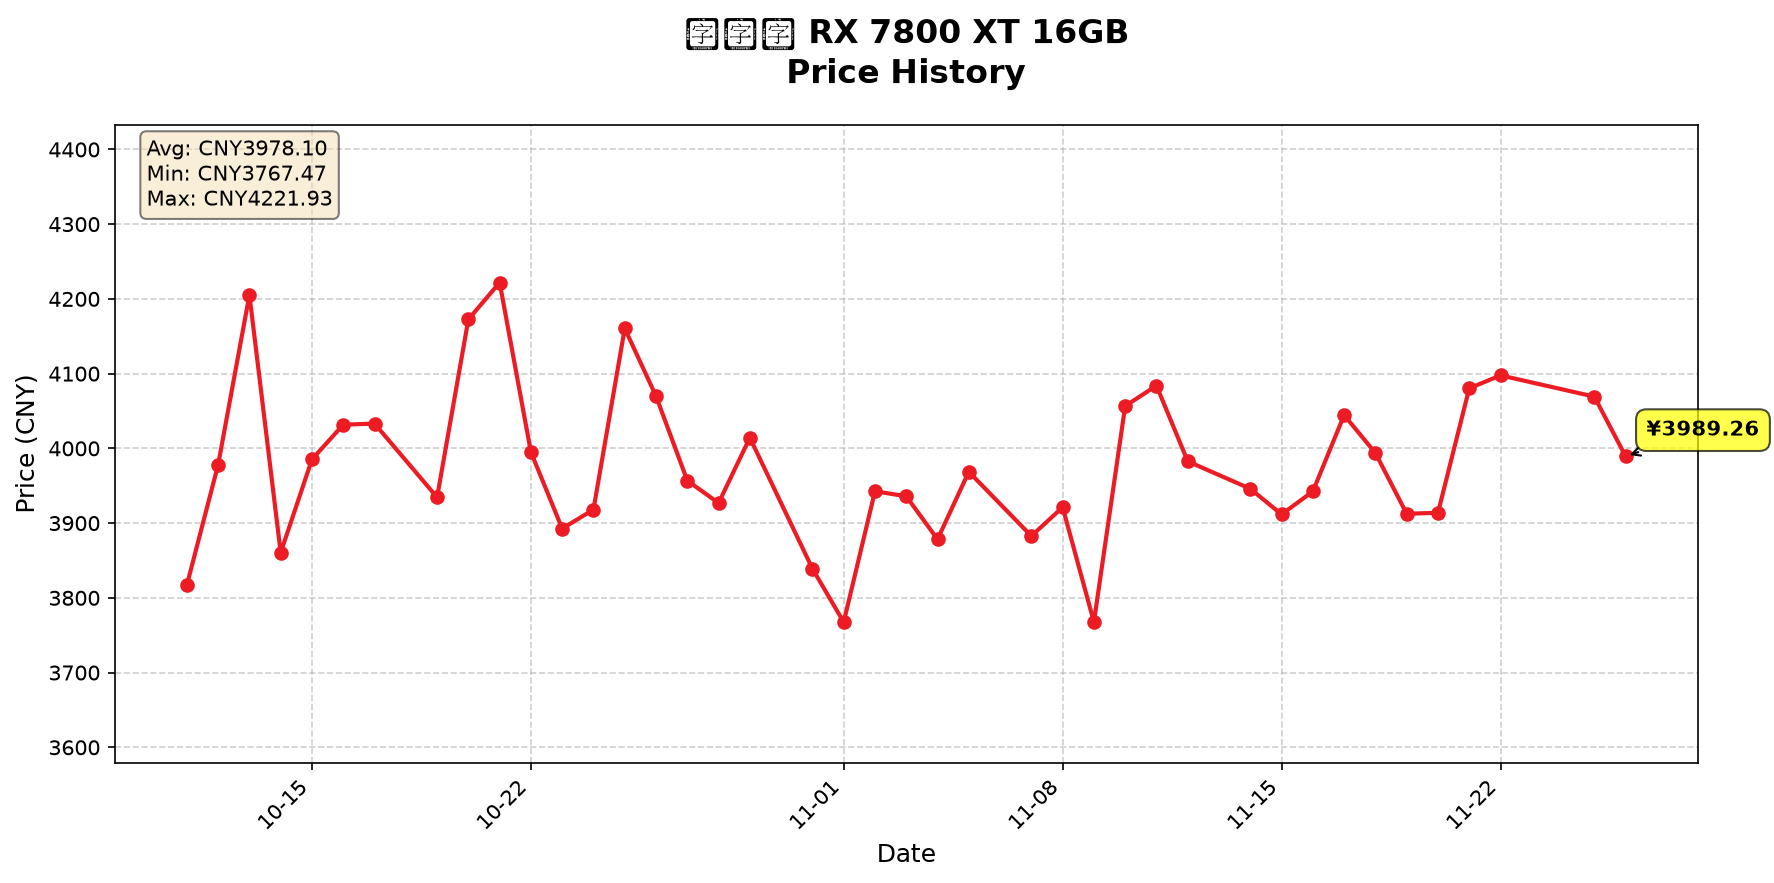 RX 7800 XT 16GB
Price History
Avg: CNY3978.10
Min: CNY3767.47
Max: CNY4221.93
4400
4300
4200
4100
4000
3900
3800
3700
3600
Price (CNY)
¥3989.26
10-15
10-22
11-01
11-08
11-15
11-22
Date